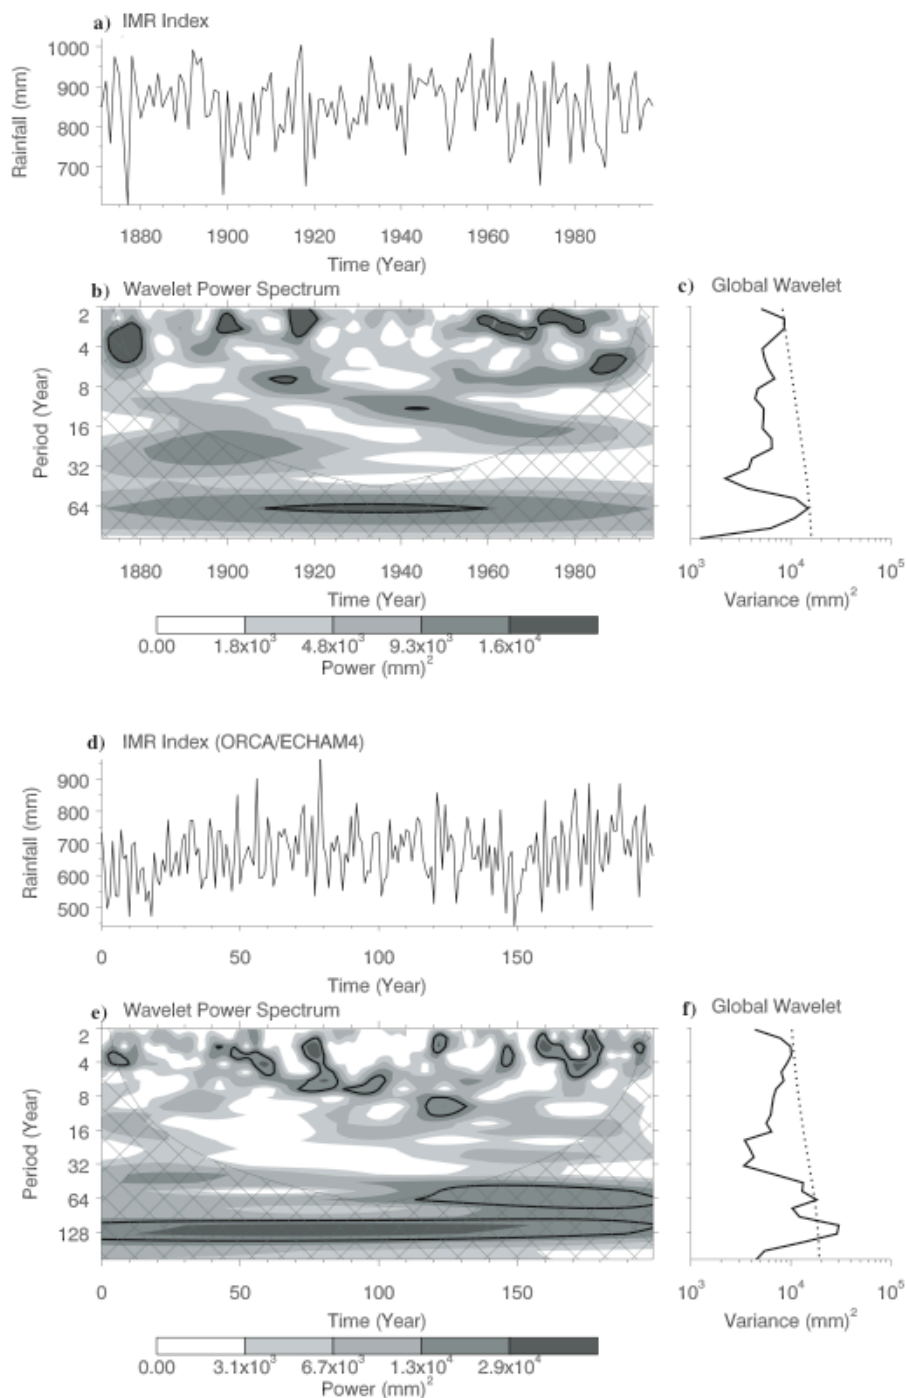 a) IMR Index
1000
900
800
700
Rainfall (mm)
1880 1900 1920 1940 1960 1980
Time (Year)
b) Wavelet Power Spectrum
c) Global Wavelet
2
4
8
16
32
64
Period (Year)
1880 1900 1920 1940 1960 1980
10³ 10⁴ 10⁵
Time (Year)
Variance (mm)²
0.00 1.8x10³ 4.8x10³ 9.3x10³ 1.6x10⁴
Power (mm)²
d) IMR Index (ORCA/ECHAM4)
900
800
700
600
500
Rainfall (mm)
0 50 100 150
Time (Year)
e) Wavelet Power Spectrum
f) Global Wavelet
2
4
8
16
32
64
128
Period (Year)
0 50 100 150
10³ 10⁴ 10⁵
Time (Year)
Variance (mm)²
0.00 3.1x10³ 6.7x10³ 1.3x10⁴ 2.9x10⁴
Power (mm)²